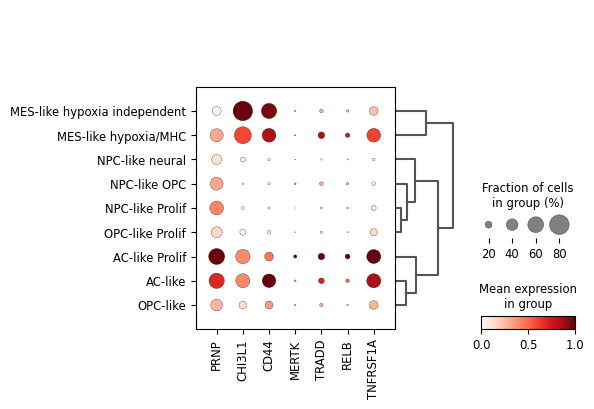 MES-like hypoxia independent
MES-like hypoxia/MHC
NPC-like neural
NPC-like OPC
NPC-like Prolif
OPC-like Prolif
AC-like Prolif
AC-like
OPC-like
PRNP
CHI3L1
CD44
MERTK
TRADD
RELB
TNFRSF1A
Fraction of cells
in group (%)
20 40 60 80
Mean expression
in group
0.0 0.5 1.0